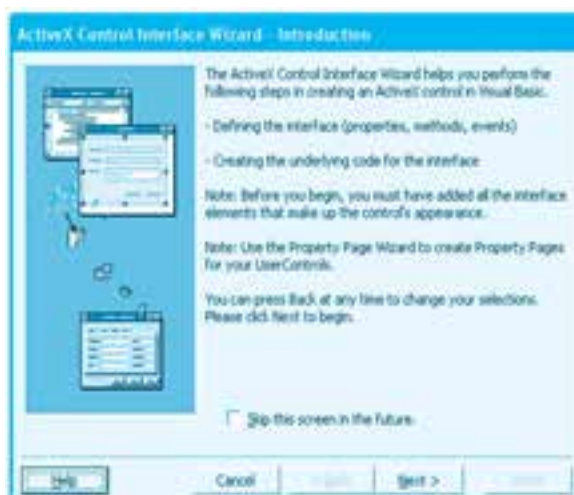 ActiveX Control Interface Wizard - Introduction
The ActiveX Control Interface Wizard helps you perform the
following steps in creating an ActiveX control in Visual Basic.
- Defining the interface (properties, methods, events)
- Creating the underlying code for the interface
Note: Before you begin, you must have added all the interface
elements that make up the control's appearance.
Note: Use the Property Page Wizard to create Property Pages
for your UserControls.
You can press Back at any time to change your selections.
Please click Next to begin.
Skip this screen in the future.
Help
Cancel
Next >